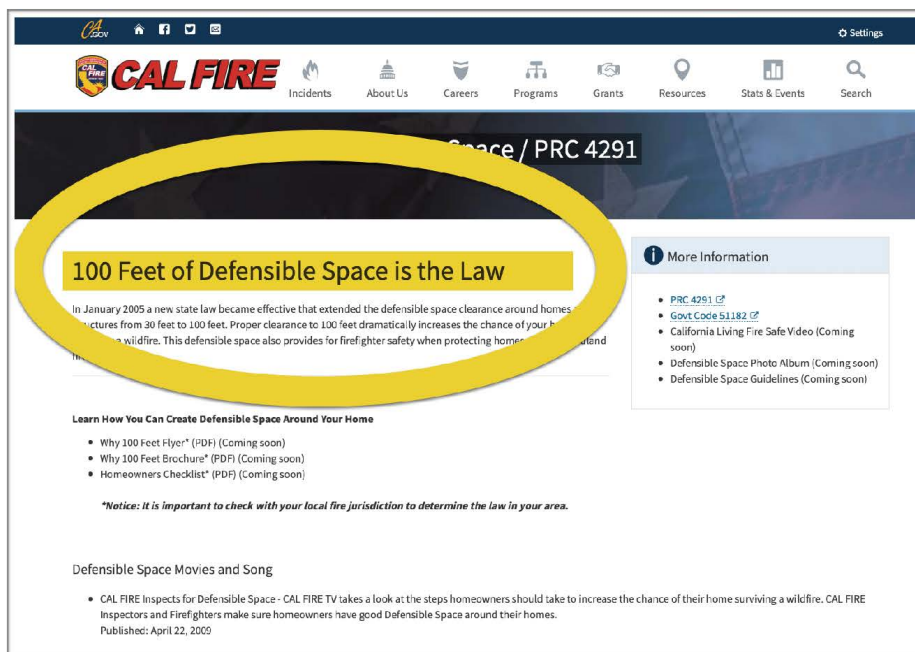 CA.GOV
Settings
CAL FIRE CAL FIRE
Incidents About Us Careers Programs Grants Resources Stats & Events Search
Space / PRC 4291
100 Feet of Defensible Space is the Law
In January 2005 a new state law became effective that extended the defensible space clearance around homes
from 30 feet to 100 feet. Proper clearance to 100 feet dramatically increases the chance of your
wildfire. This defensible space also provides for firefighter safety when protecting homes
More Information
PRC 4291
Govt Code 51182
California Living Fire Safe Video (Coming
soon)
Defensible Space Photo Album (Coming soon)
Defensible Space Guidelines (Coming soon)
Learn How You Can Create Defensible Space Around Your Home
Why 100 Feet Flyer* (PDF) (Coming soon)
Why 100 Feet Brochure* (PDF) (Coming soon)
Homeowners Checklist* (PDF) (Coming soon)
*Notice: It is important to check with your local fire jurisdiction to determine the law in your area.
Defensible Space Movies and Song
CAL FIRE Inspects for Defensible Space - CAL FIRE TV takes a look at the steps homeowners should take to increase the chance of their home surviving a wildfire. CAL FIRE
Inspectors and Firefighters make sure homeowners have good Defensible Space around their homes.
Published: April 22, 2009